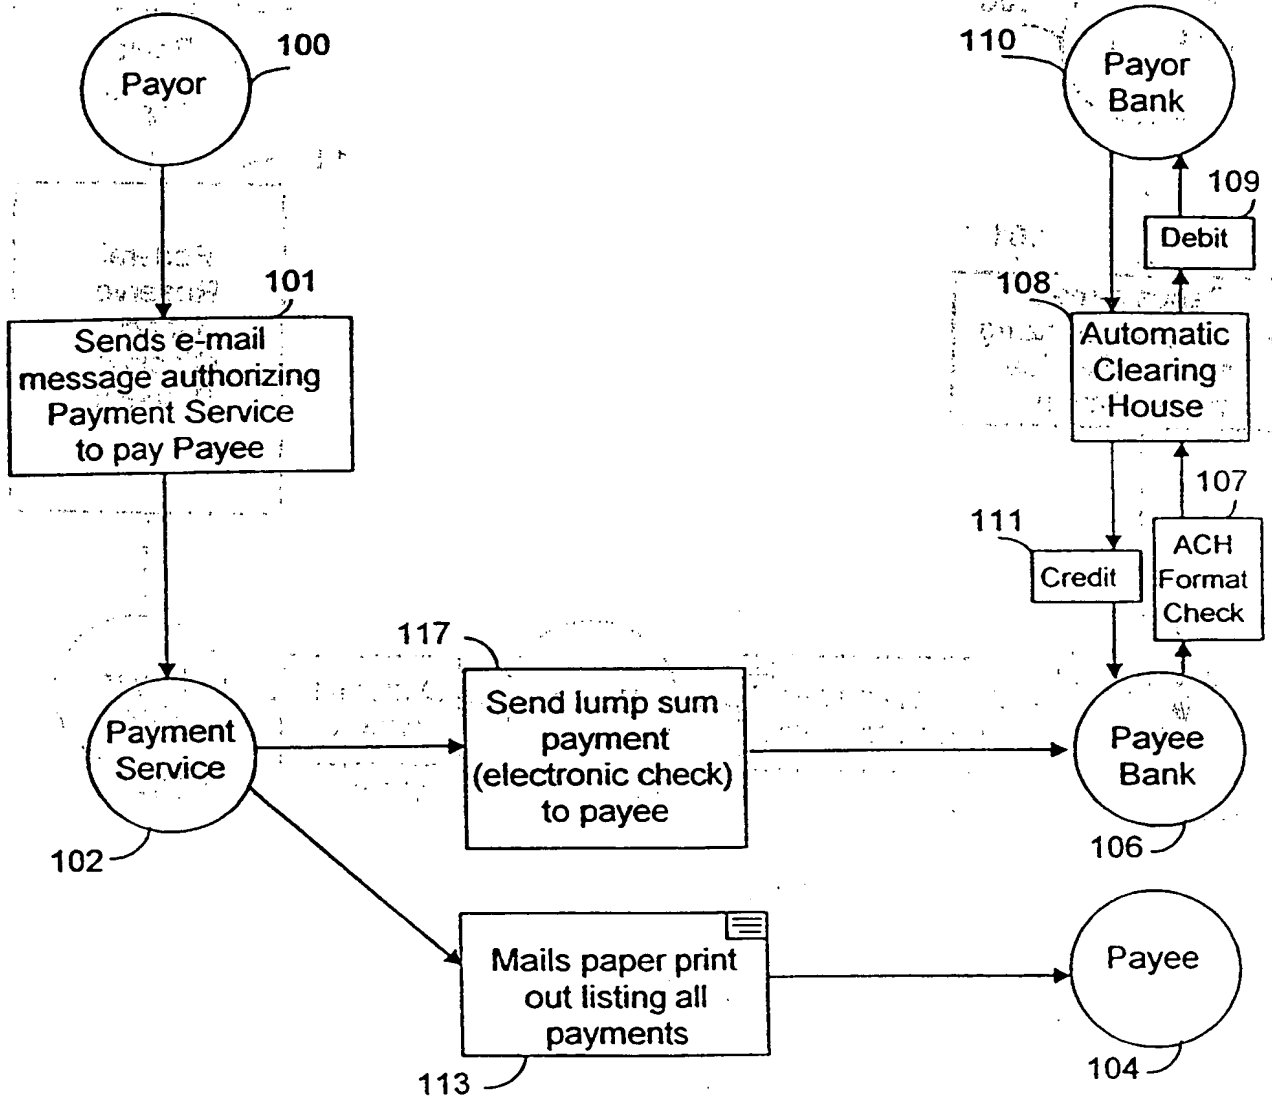 100
Payor
110
Payor
Bank
109
Debit
101
Sends e-mail
message authorizing
Payment Service
to pay Payee
108
Automatic
Clearing
House
107
ACH
Format
Check
111
Credit
117
Send lump sum
payment
(electronic check)
to payee
Payment
Service
102
Payee
Bank
106
Mails paper print
out listing all
payments
113
Payee
104